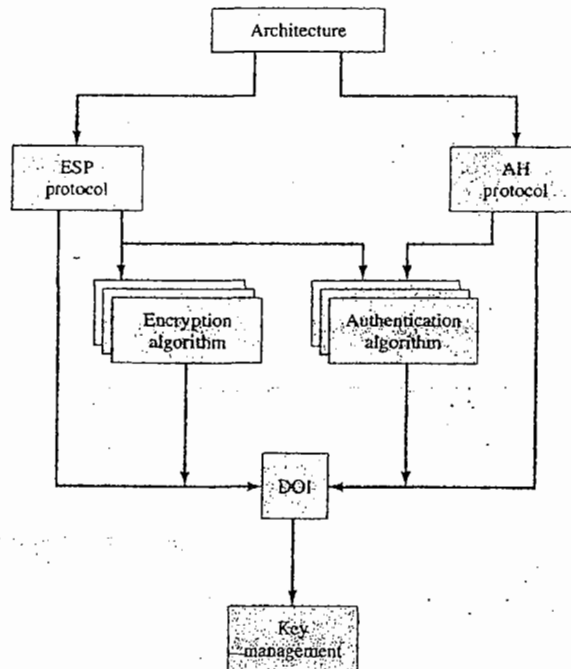 Architecture
ESP
protocol
AH
protocol
Encryption
algorithm
Authentication
algorithm
DOI
Key
management